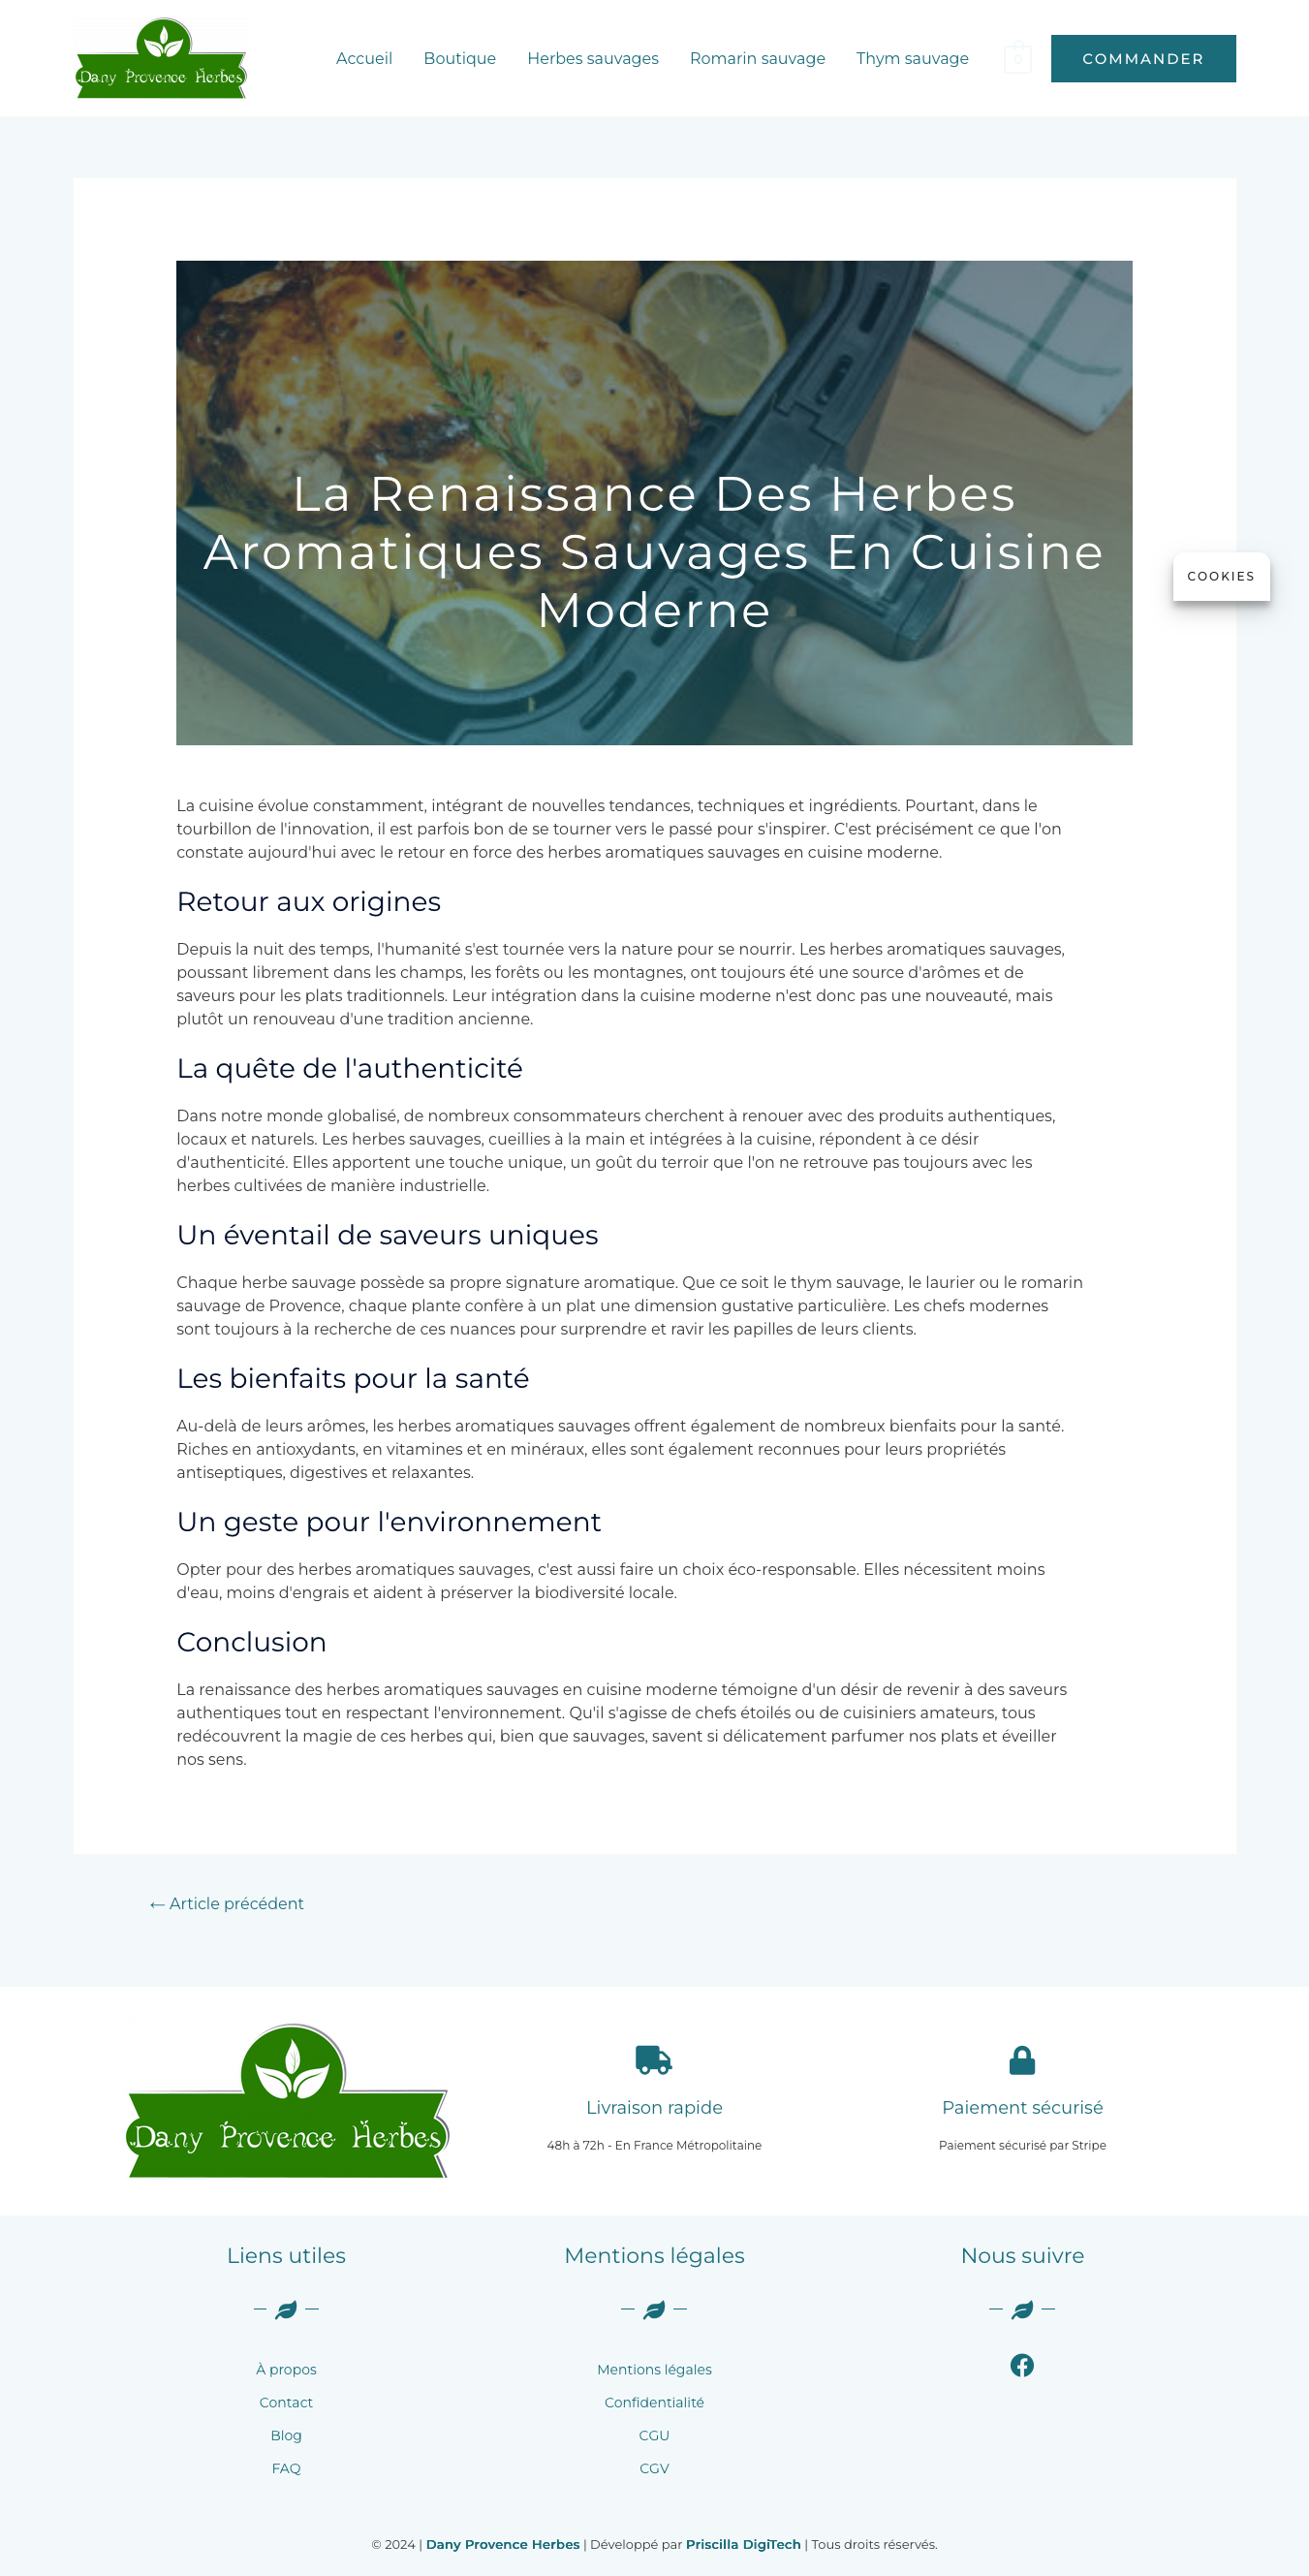 Dany Provence Herbes
Accueil
Boutique
Herbes sauvages
Romarin sauvage
Thym sauvage
0
COMMANDER
La Renaissance Des Herbes
Aromatiques Sauvages En Cuisine
Moderne
COOKIES
La cuisine évolue constamment, intégrant de nouvelles tendances, techniques et ingrédients. Pourtant, dans le
tourbillon de l'innovation, il est parfois bon de se tourner vers le passé pour s'inspirer. C'est précisément ce que l'on
constate aujourd'hui avec le retour en force des herbes aromatiques sauvages en cuisine moderne.
Retour aux origines
Depuis la nuit des temps, l'humanité s'est tournée vers la nature pour se nourrir. Les herbes aromatiques sauvages,
poussant librement dans les champs, les forêts ou les montagnes, ont toujours été une source d'arômes et de
saveurs pour les plats traditionnels. Leur intégration dans la cuisine moderne n'est donc pas une nouveauté, mais
plutôt un renouveau d'une tradition ancienne.
La quête de l'authenticité
Dans notre monde globalisé, de nombreux consommateurs cherchent à renouer avec des produits authentiques,
locaux et naturels. Les herbes sauvages, cueillies à la main et intégrées à la cuisine, répondent à ce désir
d'authenticité. Elles apportent une touche unique, un goût du terroir que l'on ne retrouve pas toujours avec les
herbes cultivées de manière industrielle.
Un éventail de saveurs uniques
Chaque herbe sauvage possède sa propre signature aromatique. Que ce soit le thym sauvage, le laurier ou le romarin
sauvage de Provence, chaque plante confère à un plat une dimension gustative particulière. Les chefs modernes
sont toujours à la recherche de ces nuances pour surprendre et ravir les papilles de leurs clients.
Les bienfaits pour la santé
Au-delà de leurs arômes, les herbes aromatiques sauvages offrent également de nombreux bienfaits pour la santé.
Riches en antioxydants, en vitamines et en minéraux, elles sont également reconnues pour leurs propriétés
antiseptiques, digestives et relaxantes.
Un geste pour l'environnement
Opter pour des herbes aromatiques sauvages, c'est aussi faire un choix éco-responsable. Elles nécessitent moins
d'eau, moins d'engrais et aident à préserver la biodiversité locale.
Conclusion
La renaissance des herbes aromatiques sauvages en cuisine moderne témoigne d'un désir de revenir à des saveurs
authentiques tout en respectant l'environnement. Qu'il s'agisse de chefs étoilés ou de cuisiniers amateurs, tous
redécouvrent la magie de ces herbes qui, bien que sauvages, savent si délicatement parfumer nos plats et éveiller
nos sens.
← Article précédent
Dany Provence Herbes
Livraison rapide
48h à 72h - En France Métropolitaine
Paiement sécurisé
Paiement sécurisé par Stripe
Liens utiles
À propos
Contact
Blog
FAQ
Mentions légales
Mentions légales
Confidentialité
CGU
CGV
Nous suivre
© 2024 | Dany Provence Herbes | Développé par Priscilla DigiTech | Tous droits réservés.